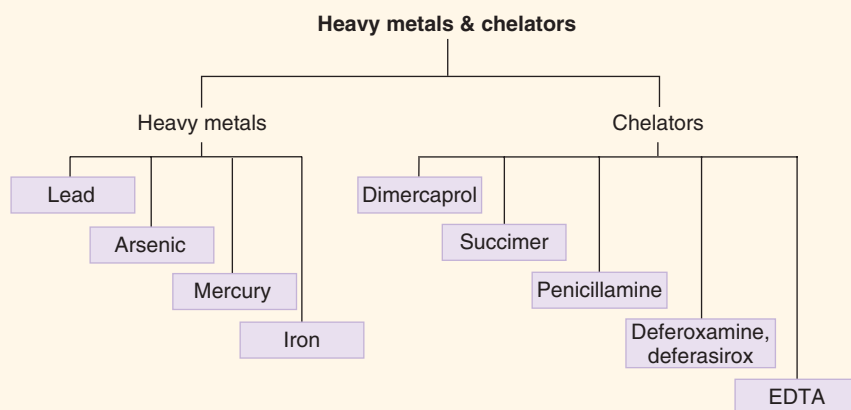 Heavy metals & chelators
Heavy metals
Chelators
Lead
Arsenic
Mercury
Iron
Dimercaprol
Succimer
Penicillamine
Deferoxamine,
deferasirox
EDTA